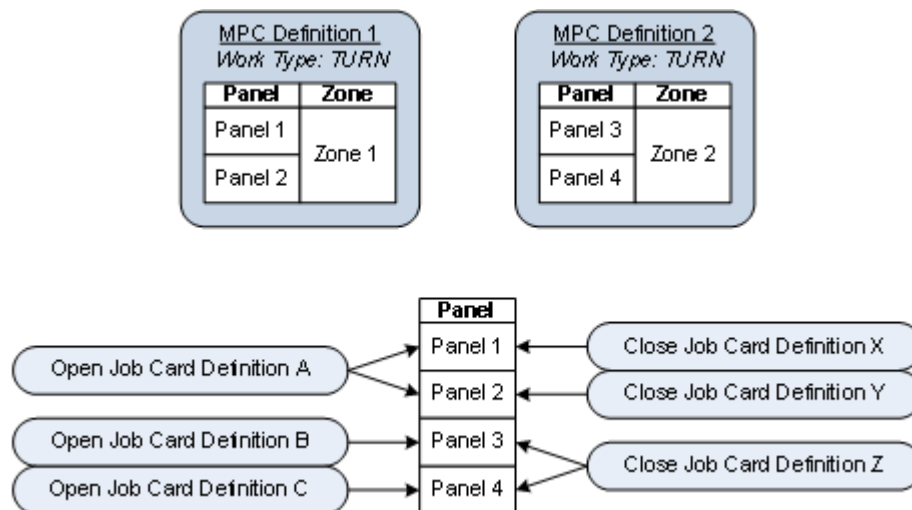 MPC Definition 1
Work Type: TURN
Panel Zone
Panel 1
Zone 1
Panel 2
MPC Definition 2
Work Type: TURN
Panel Zone
Panel 3
Zone 2
Panel 4
Panel
Open Job Card Definition A
Panel 1
Close Job Card Definition X
Panel 2
Close Job Card Definition Y
Open Job Card Definition B
Panel 3
Close Job Card Definition Z
Open Job Card Definition C
Panel 4